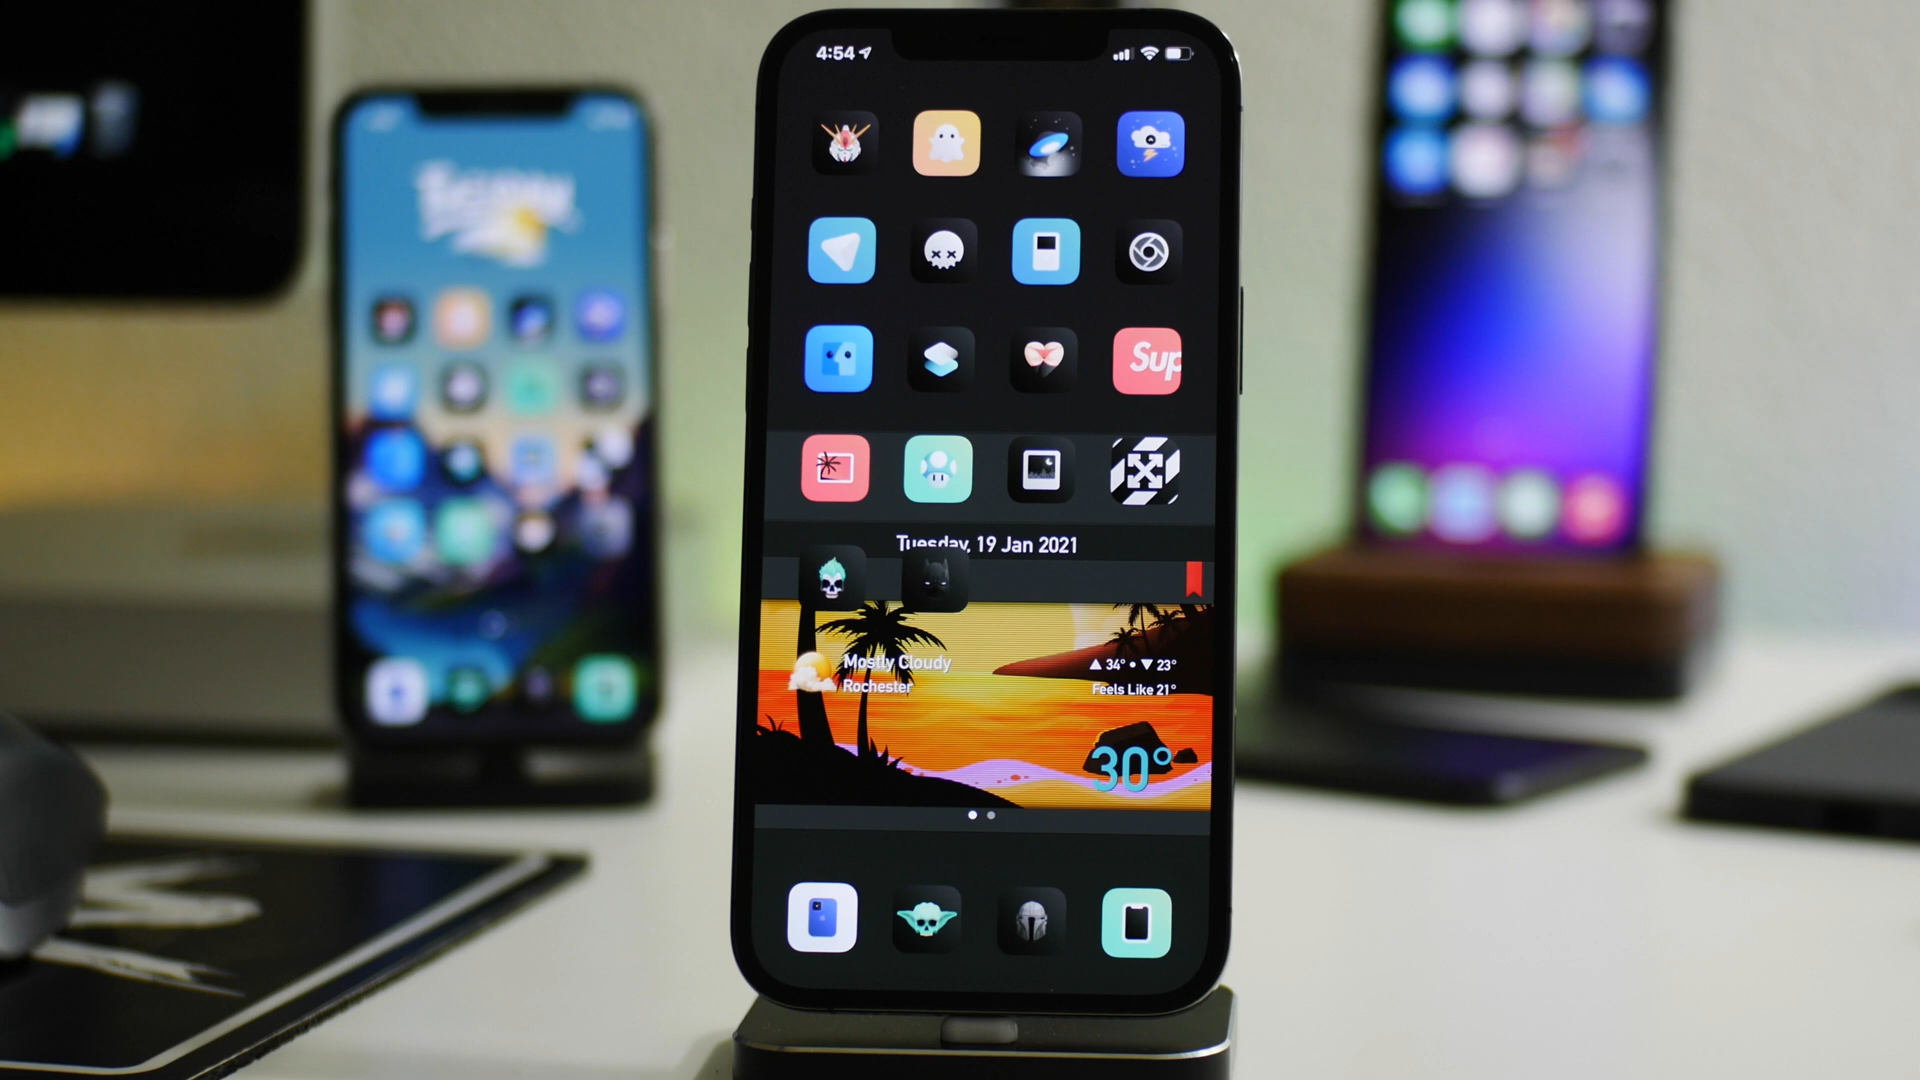 4:54
Sup
Tuesday, 19 Jan 2021
Mostly Cloudy
Rochester
▲ 34° • ▼ 23°
Feels Like 21°
30°